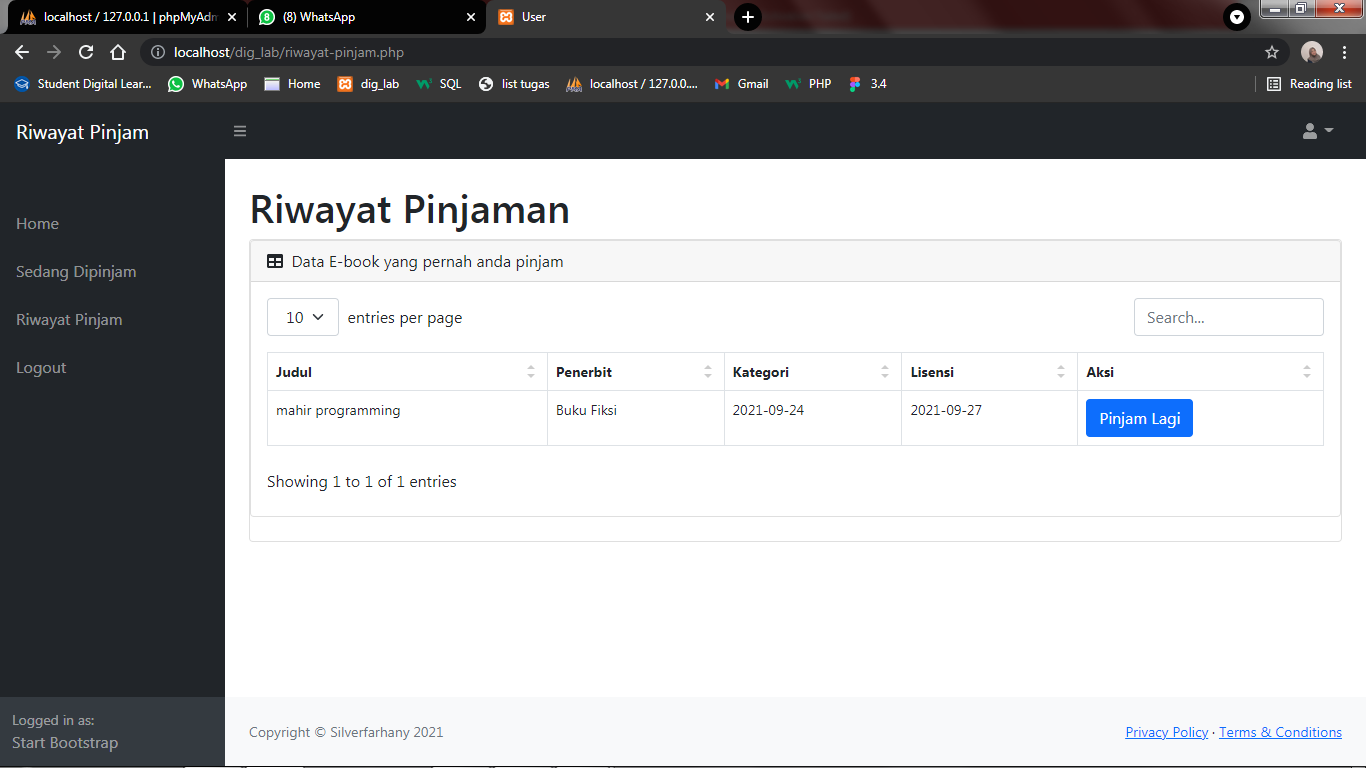 localhost / 127.0.0.1 | phpMyAdm
(8) WhatsApp
User
localhost/dig_lab/riwayat-pinjam.php
Student Digital Lear...
WhatsApp
Home
dig_lab
SQL
list tugas
localhost / 127.0.0....
Gmail
PHP
3.4
Reading list
Riwayat Pinjam
Home
Sedang Dipinjam
Riwayat Pinjam
Logout
Riwayat Pinjaman
Data E-book yang pernah anda pinjam
10 entries per page
Search...
Judul Penerbit Kategori Lisensi Aksi
mahir programming Buku Fiksi 2021-09-24 2021-09-27 Pinjam Lagi
Showing 1 to 1 of 1 entries
Logged in as:
Start Bootstrap
Copyright © Silverfarhany 2021
Privacy Policy · Terms & Conditions